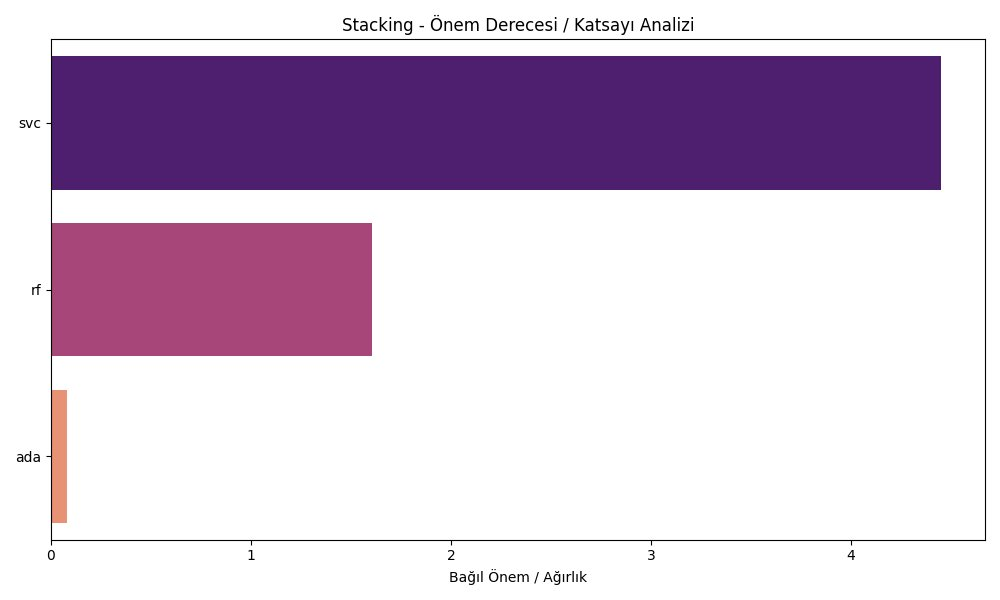 Stacking - Önem Derecesi / Katsayı Analizi
svc
rf
ada
0 1 2 3 4
Bağıl Önem / Ağırlık